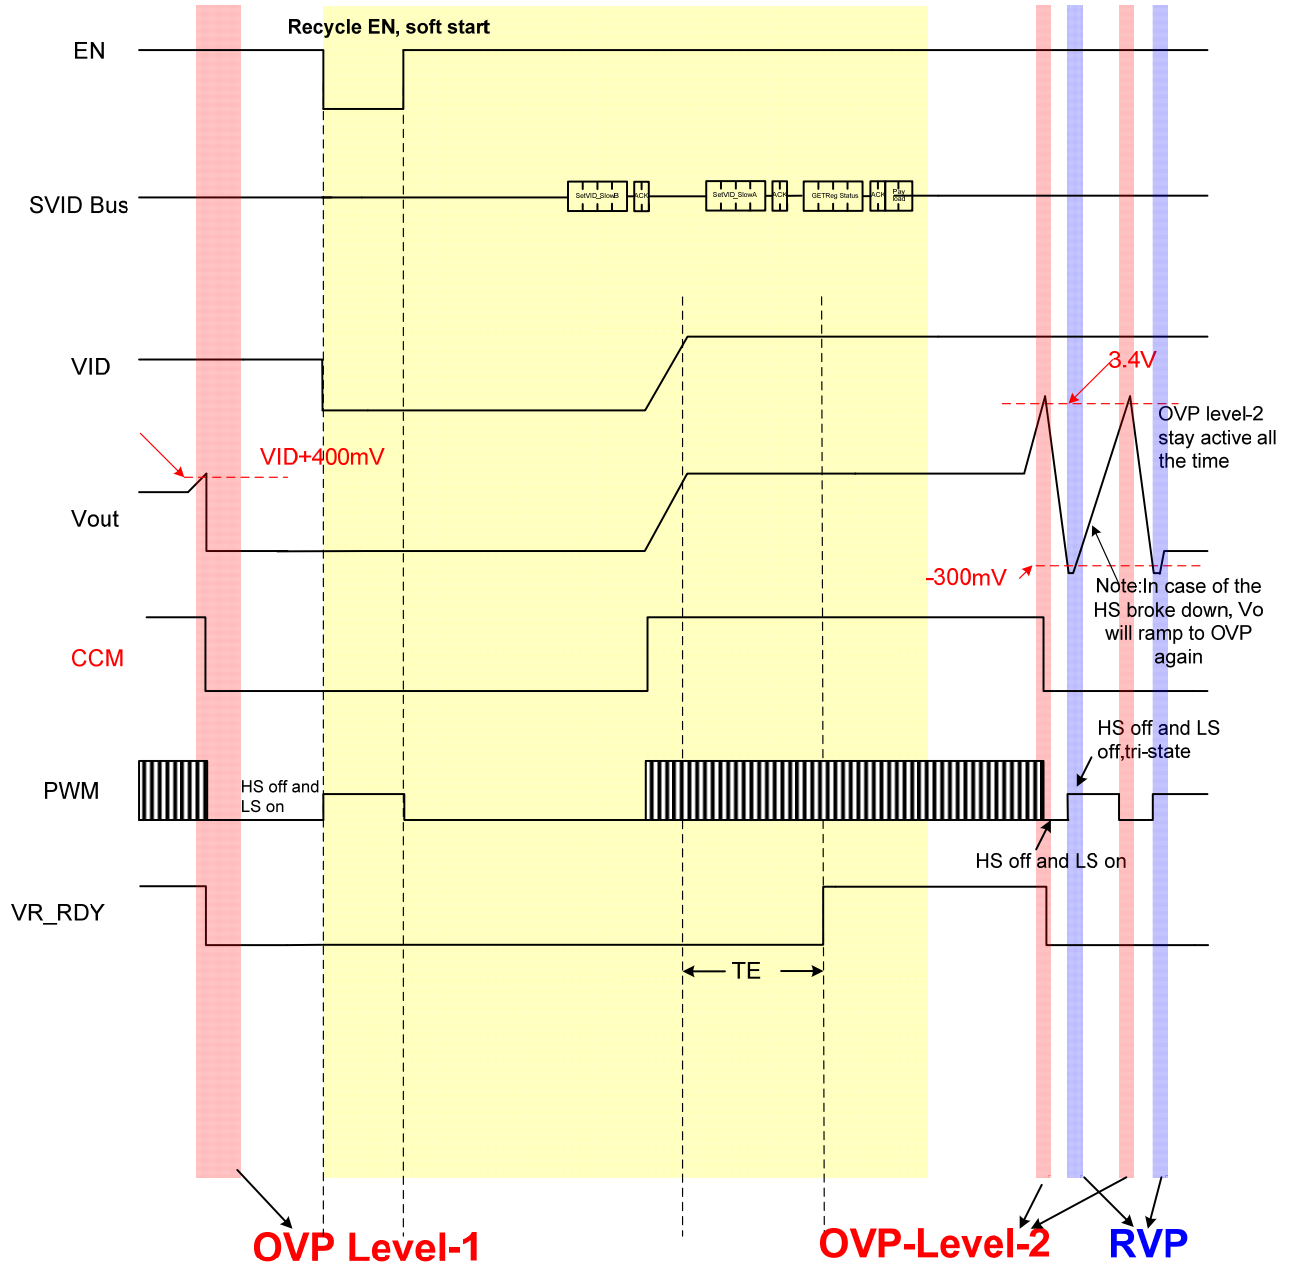 Recycle EN, soft start
EN
SVID Bus
SetVID_SlowB
ACK
SetVID_SlowA
ACK
GETReg Status
ACK
Pay
load
VID
3.4V
OVP level-2
stay active all
the time
VID+400mV
Vout
-300mV
Note:In case of the
HS broke down, Vo
will ramp to OVP
again
CCM
HS off and LS
off,tri-state
PWM
HS off and
LS on
HS off and LS on
VR_RDY
TE
OVP Level-1
OVP-Level-2
RVP